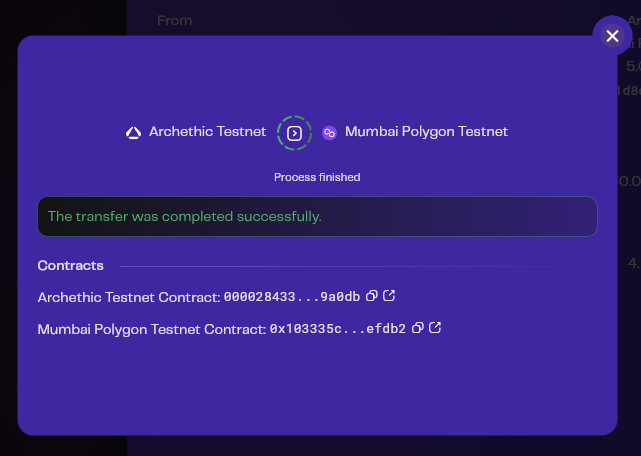 From
Archethic Testnet
Mumbai Polygon Testnet
Process finished
The transfer was completed successfully.
Contracts
Archethic Testnet Contract: 000028433...9a0db
Mumbai Polygon Testnet Contract: 0x103335c...efdb2